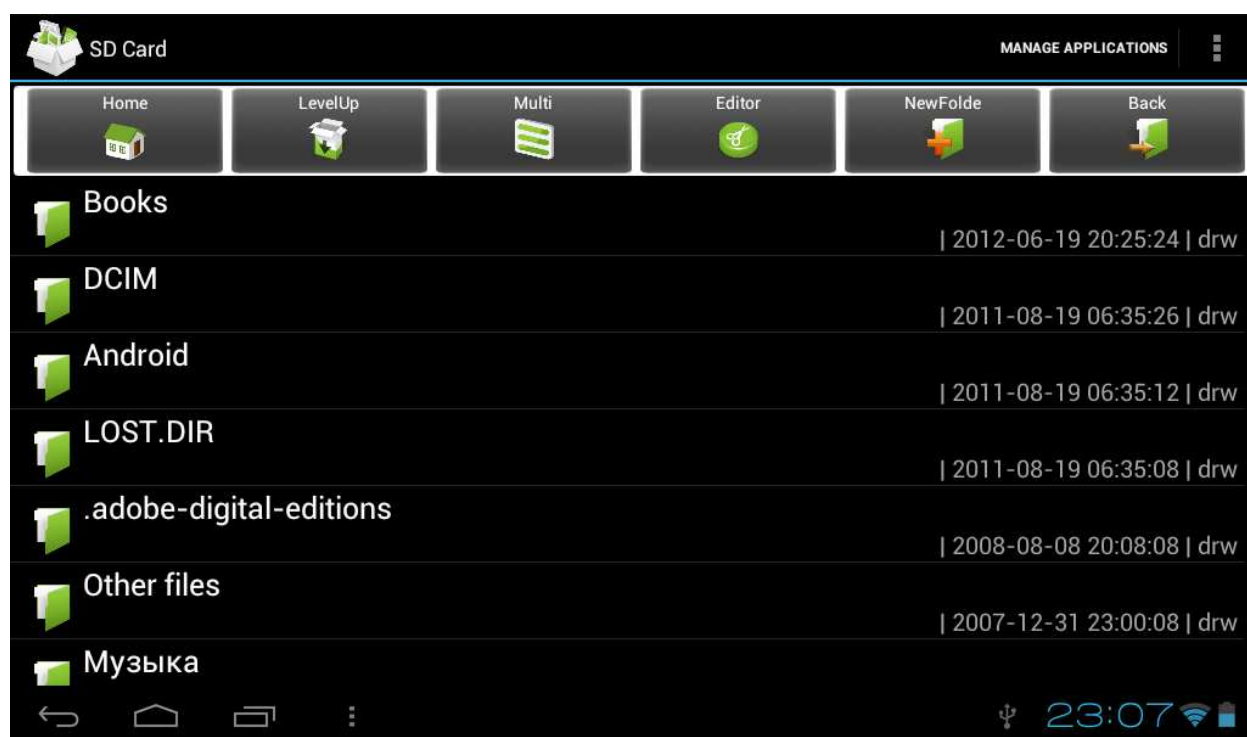 SD Card
MANAGE APPLICATIONS
Home LevelUp Multi Editor NewFolde Back
Books
| 2012-06-19 20:25:24 | drw
DCIM
| 2011-08-19 06:35:26 | drw
Android
| 2011-08-19 06:35:12 | drw
LOST.DIR
| 2011-08-19 06:35:08 | drw
.adobe-digital-editions
| 2008-08-08 20:08:08 | drw
Other files
| 2007-12-31 23:00:08 | drw
Музыка
23:07